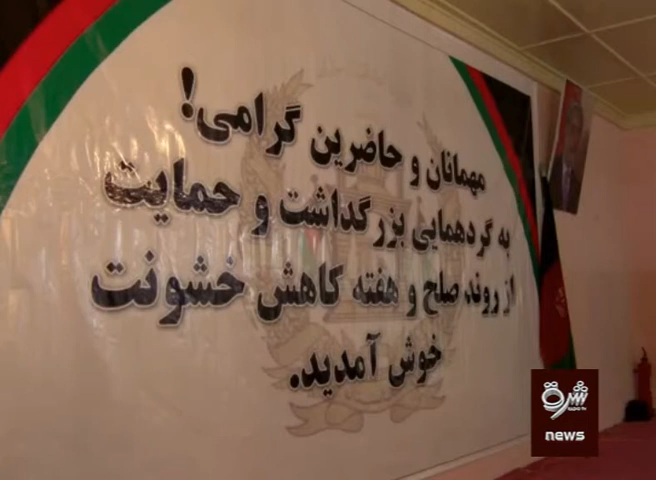 مهمانان و حاضرین گرامی!
به گردهمایی بزرگداشت و حمایت
از روند صلح و هفته کاهش خشونت
خوش آمدید.
شرق
news